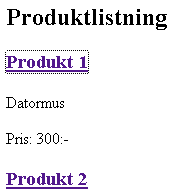 Produktlistning
Produkt 1
Datormus
Pris: 300:-
Produkt 2